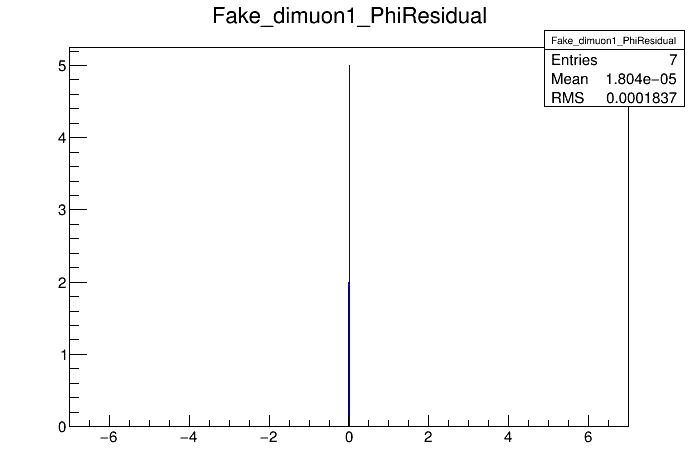 Fake_dimuon1_PhiResidual
Fake_dimuon1_PhiResidual
Entries 7
Mean 1.804e−05
RMS 0.0001837
5
4
3
2
1
0
−6 −4 −2 0 2 4 6